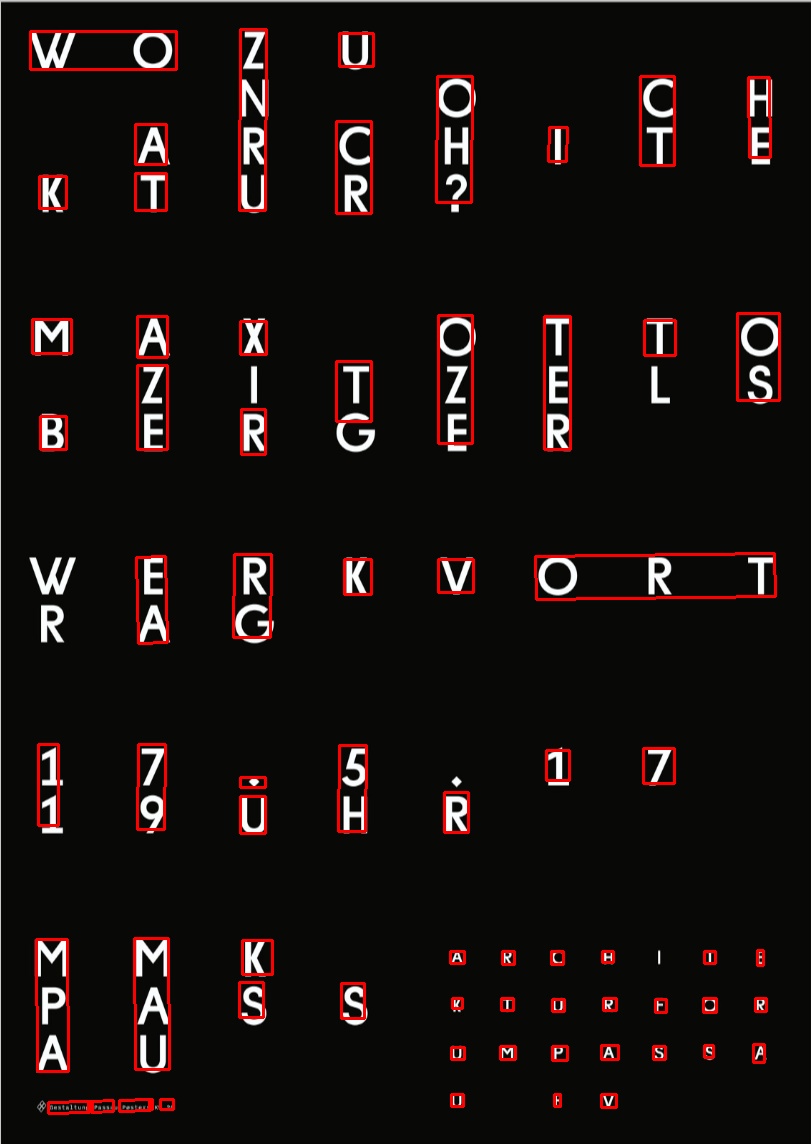 W O Z U
N O C H
A R C H I T E
K T U R ?
M A X O T T O
Z I T Z E L S
B E R G E R
W E R K V O R T
R A G
1 7 . 5 . 1 7
1 9 U H R
M M K
P A S S
A U
A R C H I T E
K T U R F O R
U M P A S S A
U E V
Gestaltung